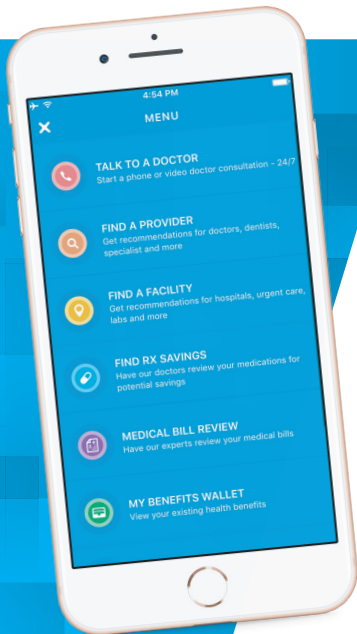 4:54 PM
MENU
TALK TO A DOCTOR
Start a phone or video doctor consultation - 24/7
FIND A PROVIDER
Get recommendations for doctors, dentists,
specialist and more
FIND A FACILITY
Get recommendations for hospitals, urgent care,
labs and more
FIND RX SAVINGS
Have our doctors review your medications for
potential savings
MEDICAL BILL REVIEW
Have our experts review your medical bills
MY BENEFITS WALLET
View your existing health benefits